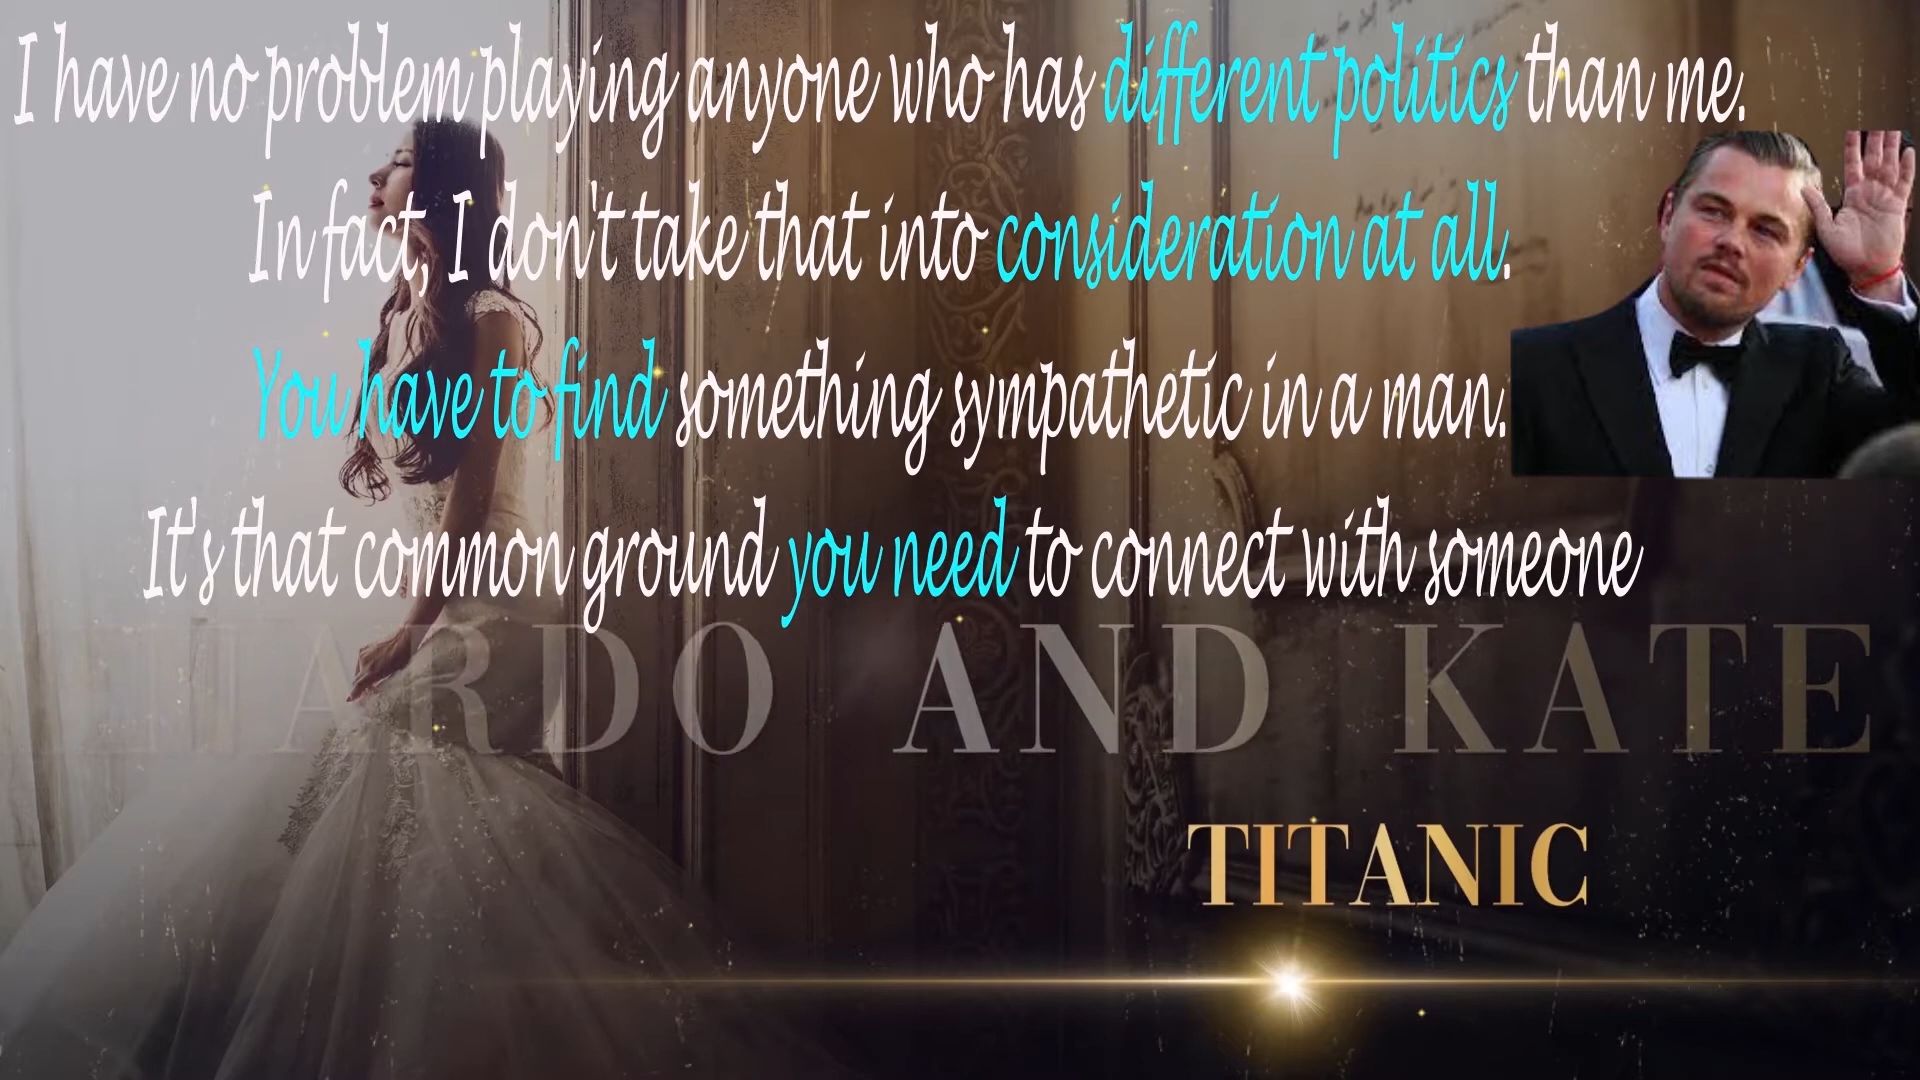 I have no problem playing anyone who has different politics than me.
In fact, I don't take that into consideration at all.
You have to find something sympathetic in a man.
It's that common ground you need to connect with someone
ARDO AND KATE
TITANIC